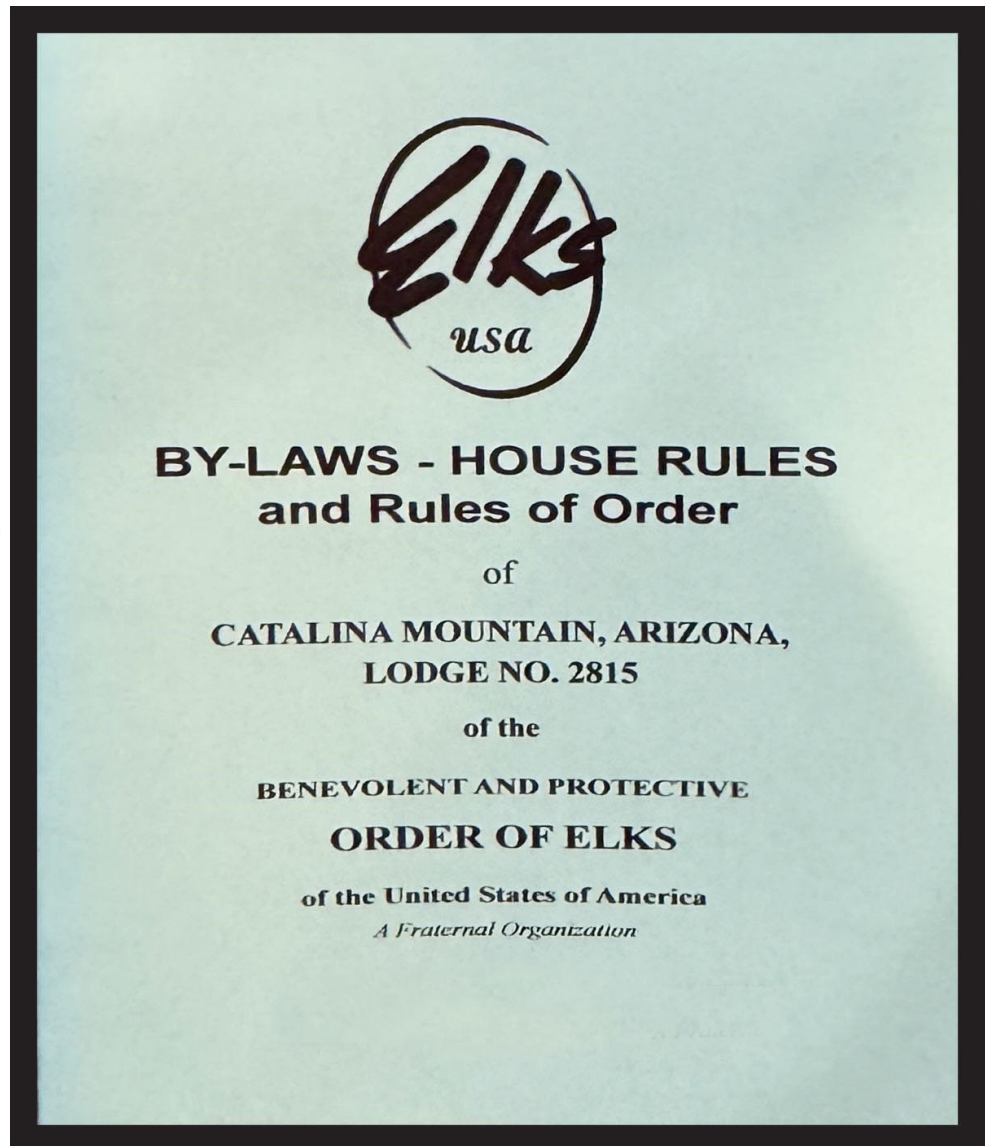 Elks
usa
BY-LAWS - HOUSE RULES
and Rules of Order
of
CATALINA MOUNTAIN, ARIZONA,
LODGE NO. 2815
of the
BENEVOLENT AND PROTECTIVE
ORDER OF ELKS
of the United States of America
A Fraternal Organization